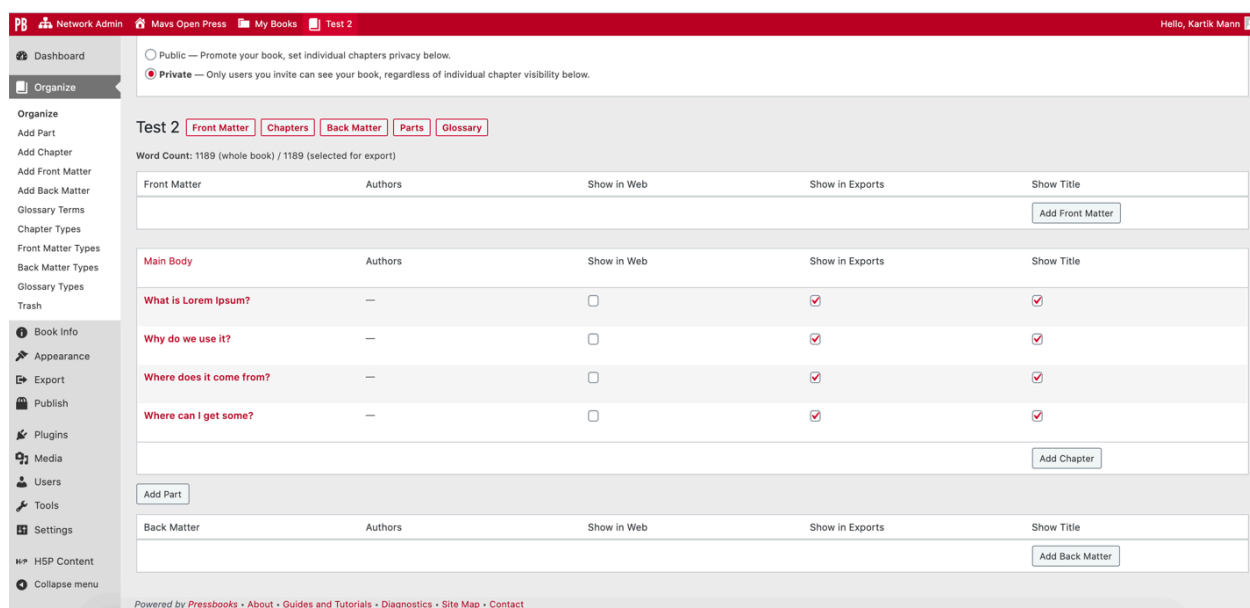 PB Network Admin Mavs Open Press My Books Test 2 Hello, Kartik Mann
Dashboard
Organize
Organize
Add Part
Add Chapter
Add Front Matter
Add Back Matter
Glossary Terms
Chapter Types
Front Matter Types
Back Matter Types
Glossary Types
Trash
Book Info
Appearance
Export
Publish
Plugins
Media
Users
Tools
Settings
H-P H5P Content
Collapse menu
Public — Promote your book, set individual chapters privacy below.
Private — Only users you invite can see your book, regardless of individual chapter visibility below.
Test 2 Front Matter Chapters Back Matter Parts Glossary
Word Count: 1189 (whole book) / 1189 (selected for export)
Front Matter Authors Show in Web Show in Exports Show Title
Add Front Matter
Main Body Authors Show in Web Show in Exports Show Title
What is Lorem Ipsum? —
Why do we use it? —
Where does it come from? —
Where can I get some? —
Add Chapter
Add Part
Back Matter Authors Show in Web Show in Exports Show Title
Add Back Matter
Powered by Pressbooks • About • Guides and Tutorials • Diagnostics • Site Map • Contact